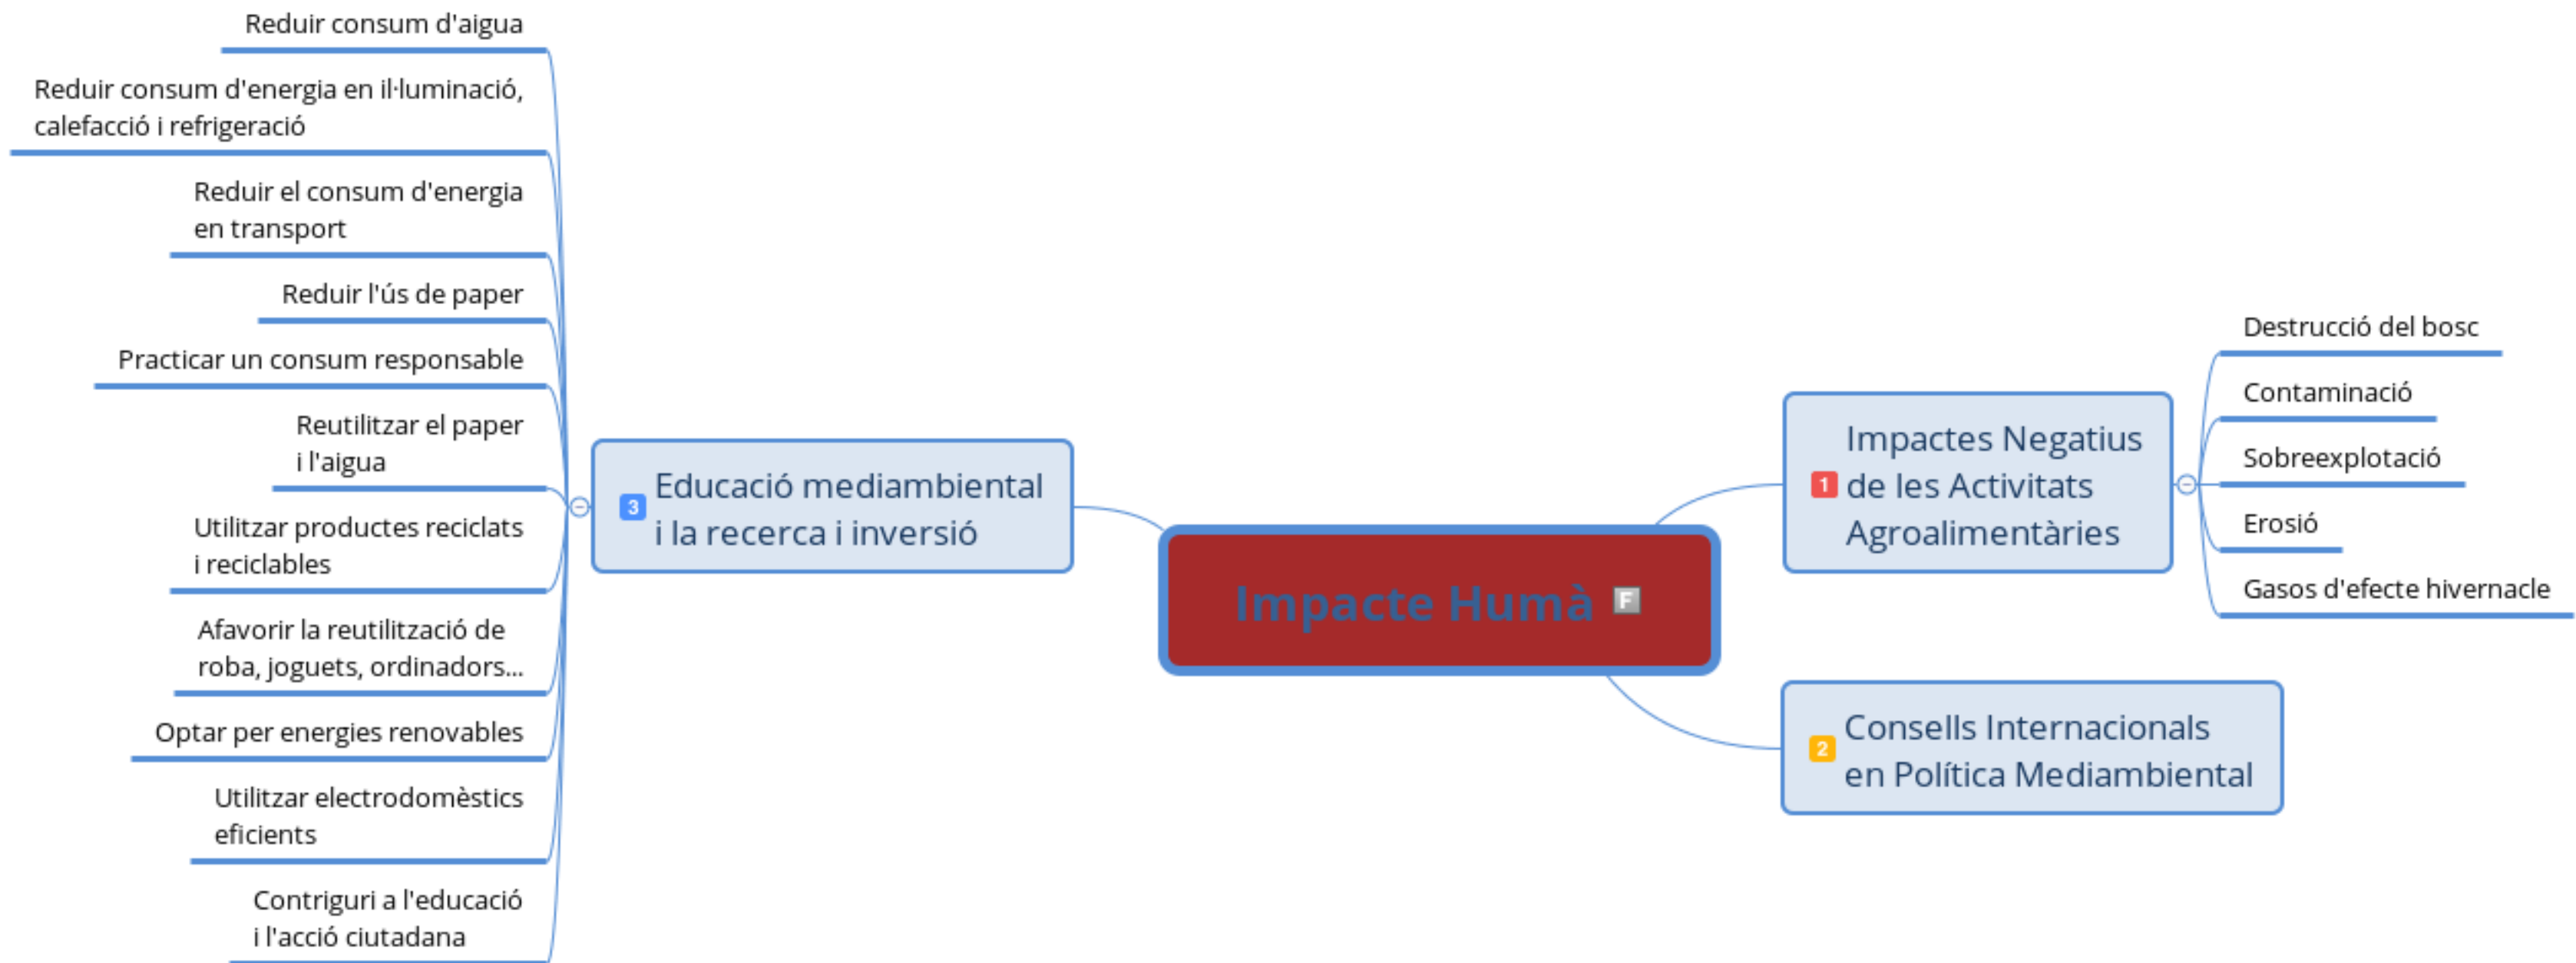 Reduir consum d'aigua
Reduir consum d'energia en il·luminació,
calefacció i refrigeració
Reduir el consum d'energia
en transport
Reduir l'ús de paper
Practicar un consum responsable
Reutilitzar el paper
i l'aigua
Utilitzar productes reciclats
i reciclables
Afavorir la reutilització de
roba, joguets, ordinadors...
Optar per energies renovables
Utilitzar electrodomèstics
eficients
Contriguri a l'educació
i l'acció ciutadana
3
Educació mediambiental
i la recerca i inversió
Impacte Humà F
1
Impactes Negatius
de les Activitats
Agroalimentàries
Destrucció del bosc
Contaminació
Sobreexplotació
Erosió
Gasos d'efecte hivernacle
2
Consells Internacionals
en Política Mediambiental